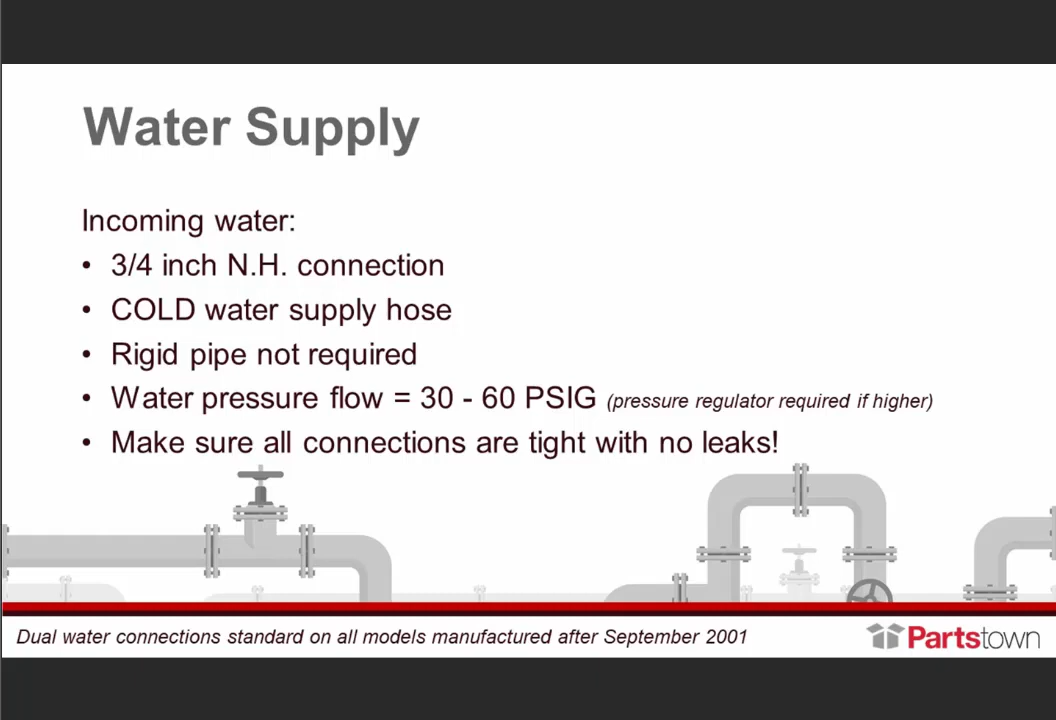 Water Supply
Incoming water:
• 3/4 inch N.H. connection
• COLD water supply hose
• Rigid pipe not required
• Water pressure flow = 30 - 60 PSIG (pressure regulator required if higher)
• Make sure all connections are tight with no leaks!
Dual water connections standard on all models manufactured after September 2001
Partstown